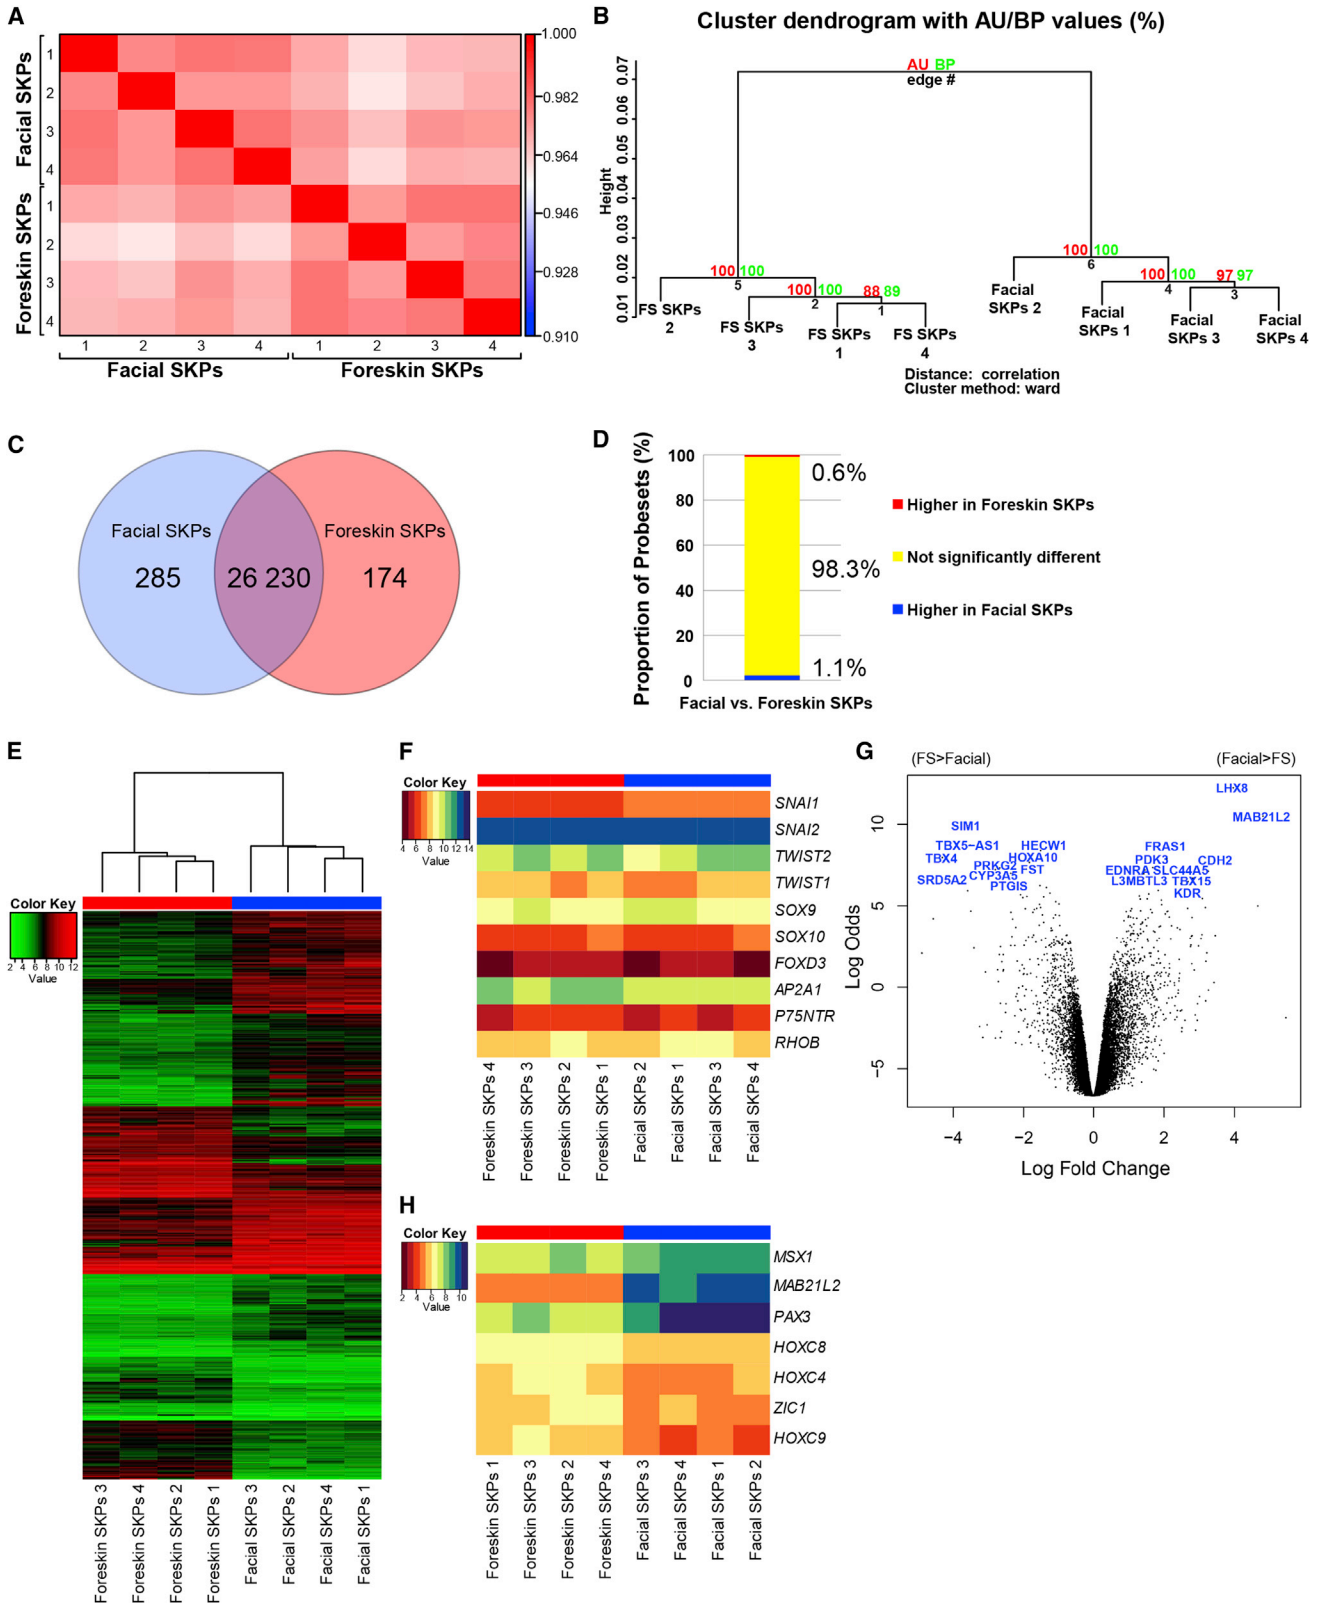 A
Facial SKPs
Foreskin SKPs
1
2
3
4
1
2
3
4
1 2 3 4 1 2 3 4
Facial SKPs Foreskin SKPs
1.000
0.982
0.964
0.946
0.928
0.910
B
Cluster dendrogram with AU/BP values (%)
Height
0.07
0.06
0.05
0.04
0.03
0.02
0.01
AU BP
edge #
100 100
6
100 100
5
100 100
4
97 97
3
100 100
2
88 89
1
FS SKPs
2
FS SKPs
3
FS SKPs
1
FS SKPs
4
Facial
SKPs 2
Facial
SKPs 1
Facial
SKPs 3
Facial
SKPs 4
Distance: correlation
Cluster method: ward
C
Facial SKPs
Foreskin SKPs
285
26 230
174
D
Proportion of Probesets (%)
100
80
60
40
20
0
0.6%
98.3%
1.1%
Facial vs. Foreskin SKPs
Higher in Foreskin SKPs
Not significantly different
Higher in Facial SKPs
E
Color Key
2 4 6 8 10 12
Value
Foreskin SKPs 3
Foreskin SKPs 4
Foreskin SKPs 2
Foreskin SKPs 1
Facial SKPs 3
Facial SKPs 2
Facial SKPs 4
Facial SKPs 1
F
Color Key
4 6 8 10 12 14
Value
SNAI1
SNAI2
TWIST2
TWIST1
SOX9
SOX10
FOXD3
AP2A1
P75NTR
RHOB
Foreskin SKPs 4
Foreskin SKPs 3
Foreskin SKPs 2
Foreskin SKPs 1
Facial SKPs 2
Facial SKPs 1
Facial SKPs 3
Facial SKPs 4
G
(FS>Facial) (Facial>FS)
Log Odds
10
5
0
−5
LHX8
MAB21L2
SIM1
TBX5−AS1 HECW1 FRAS1
TBX4 HOXA10 PDK3 CDH2
PRKG2 FST EDNRA SLC44A5
SRD5A2 CYP3A5 L3MBTL3 TBX15
PTGIS KDR
−4 −2 0 2 4
Log Fold Change
H
Color Key
2 4 6 8 10
Value
MSX1
MAB21L2
PAX3
HOXC8
HOXC4
ZIC1
HOXC9
Foreskin SKPs 1
Foreskin SKPs 3
Foreskin SKPs 2
Foreskin SKPs 4
Facial SKPs 3
Facial SKPs 4
Facial SKPs 1
Facial SKPs 2